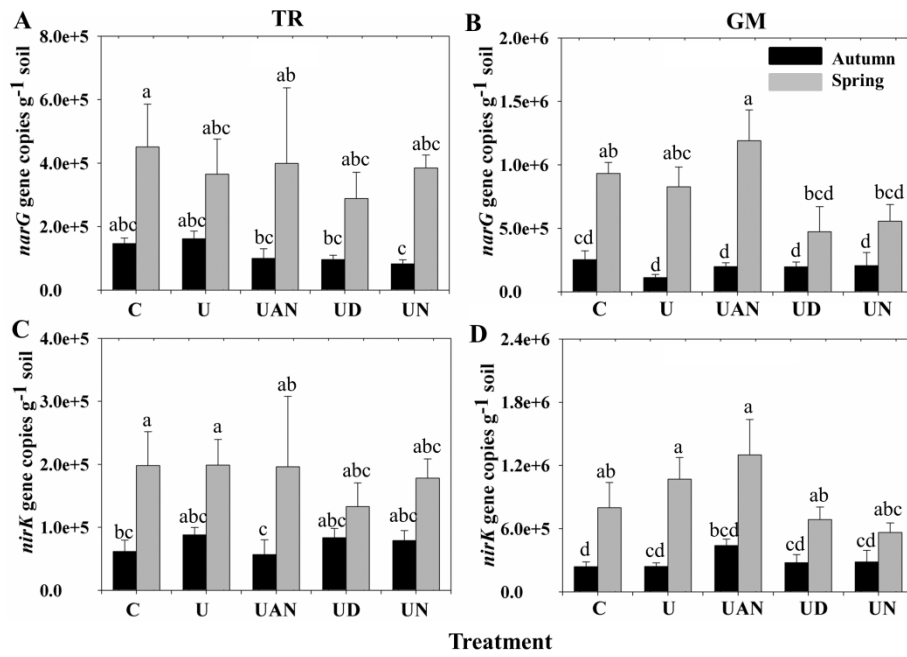 A TR B GM
Autumn
Spring
narG gene copies g-1 soil
8.0e+5
6.0e+5
4.0e+5
2.0e+5
0.0
abc a abc abc bc ab bc abc c abc
C U UAN UD UN
narG gene copies g-1 soil
2.0e+6
1.5e+6
1.0e+6
5.0e+5
0.0
cd ab d abc d a d bcd d bcd
C U UAN UD UN
C D
nirK gene copies g-1 soil
4.0e+5
3.0e+5
2.0e+5
1.0e+5
0.0
bc a abc a c ab abc abc abc abc
C U UAN UD UN
nirK gene copies g-1 soil
2.4e+6
1.8e+6
1.2e+6
6.0e+5
0.0
d ab cd a bcd a cd ab cd abc
C U UAN UD UN
Treatment